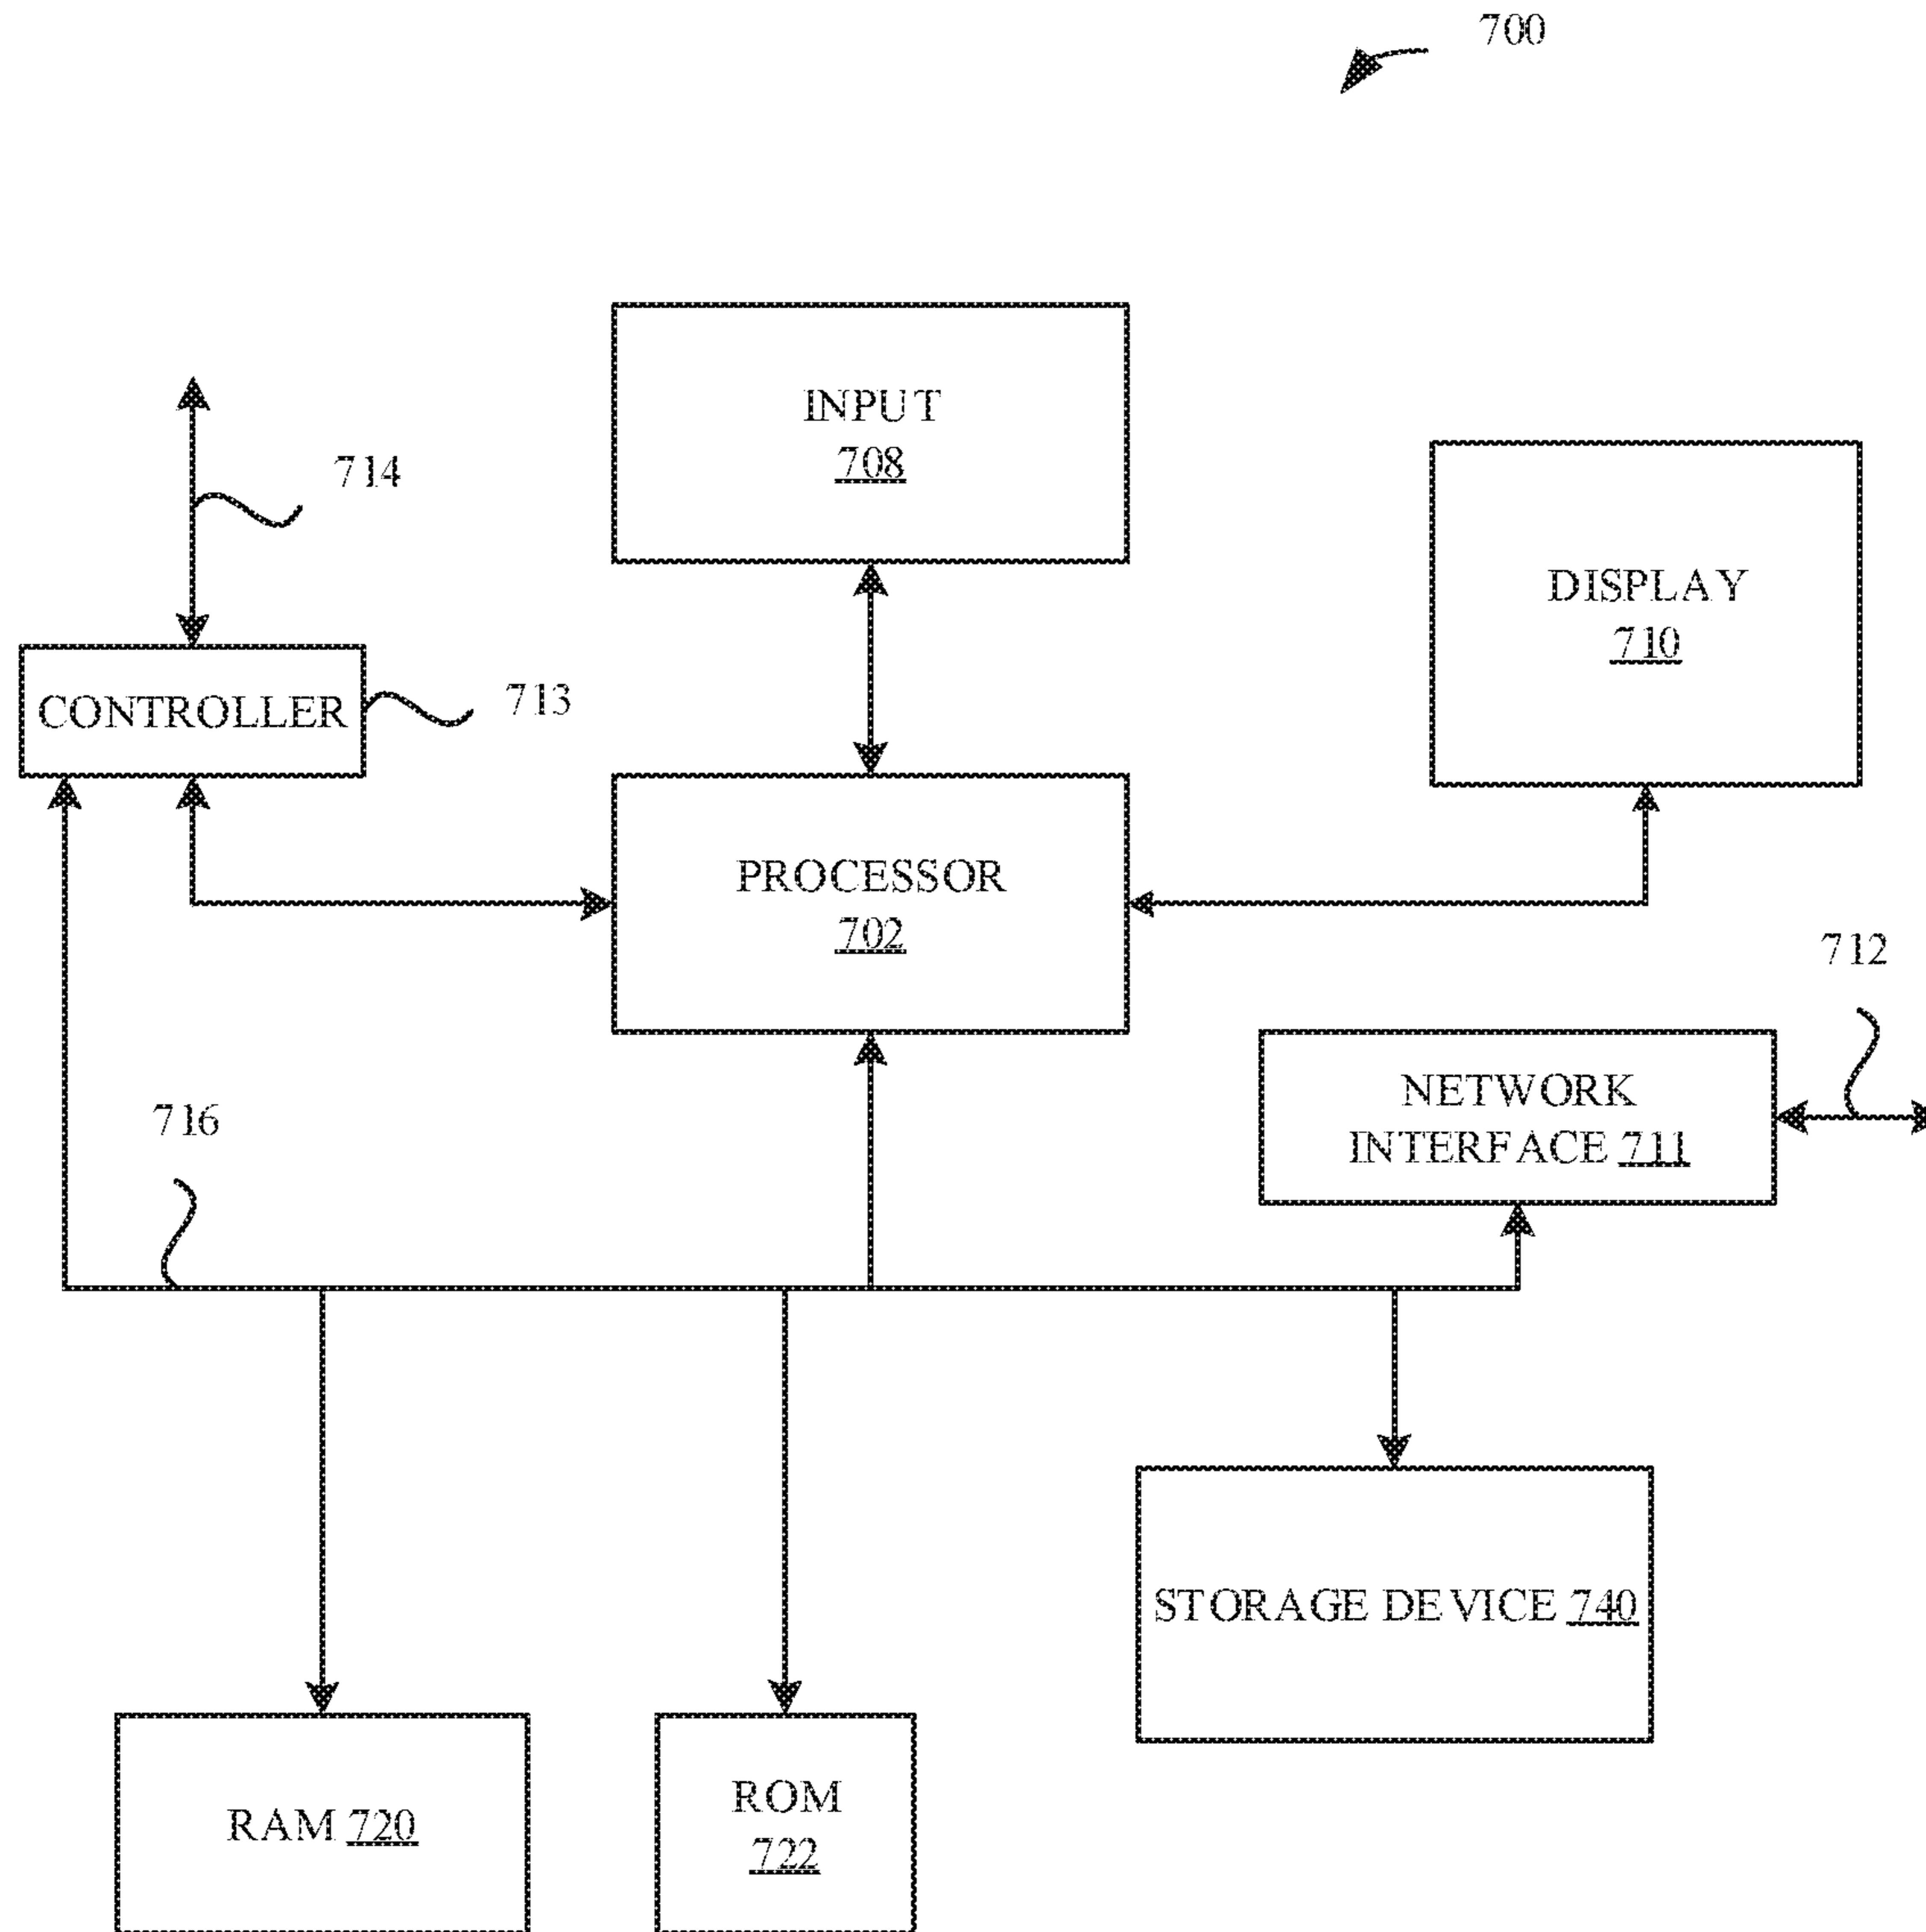 700
INPUT
708
714
DISPLAY
710
CONTROLLER
713
PROCESSOR
702
712
NETWORK
INTERFACE 711
716
STORAGE DEVICE 740
RAM 720
ROM
722